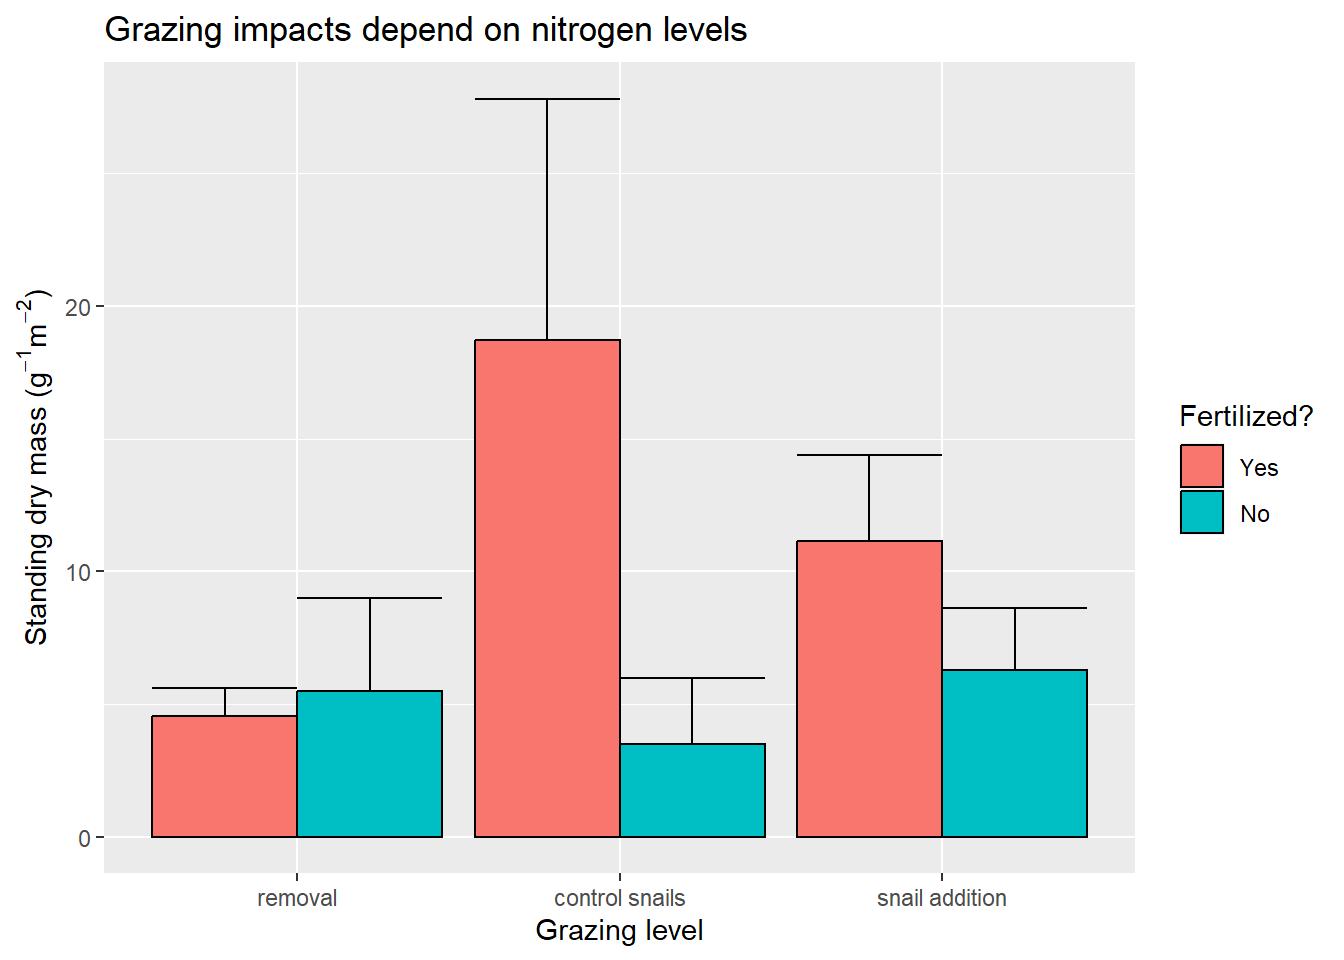 Grazing impacts depend on nitrogen levels
Standing dry mass (g⁻¹m⁻²)
20
10
0
removal
control snails
snail addition
Grazing level
Fertilized?
Yes
No